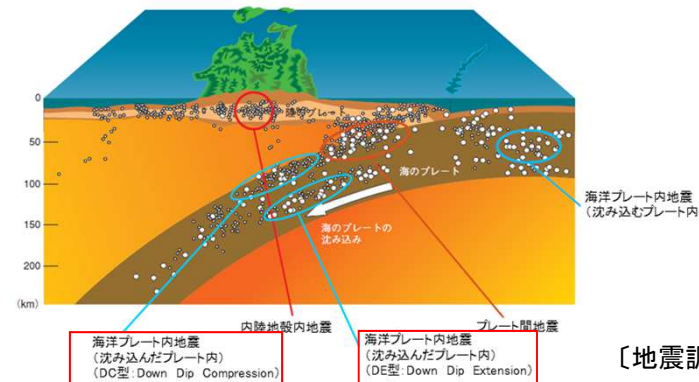 0
50
100
150
200
(km)
プレート
海のプレート
海のプレートの
沈み込み
海洋プレート内地震
(沈み込むプレート内
内陸地殻内地震
プレート間地震
海洋プレート内地震
(沈み込んだプレート内)
(DC型:Down Dip Compression)
海洋プレート内地震
(沈み込んだプレート内)
(DE型:Down Dip Extension)
〔地震調